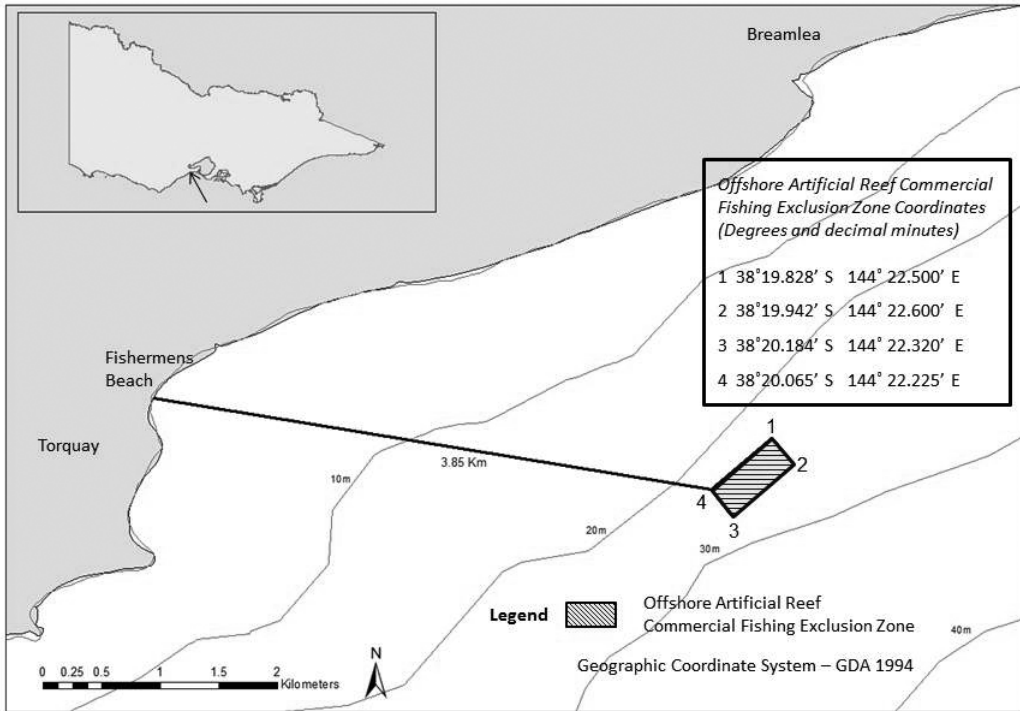 Breamlea
Offshore Artificial Reef Commercial
Fishing Exclusion Zone Coordinates
(Degrees and decimal minutes)
1 38°19.828’ S 144° 22.500’ E
2 38°19.942’ S 144° 22.600’ E
3 38°20.184’ S 144° 22.320’ E
4 38°20.065’ S 144° 22.225’ E
Fishermens
Beach
Torquay
3.85 Km
10m
20m
30m
40m
1
2
3
4
Legend
Offshore Artificial Reef
Commercial Fishing Exclusion Zone
Geographic Coordinate System – GDA 1994
0 0.25 0.5 1 1.5 2
Kilometers
N